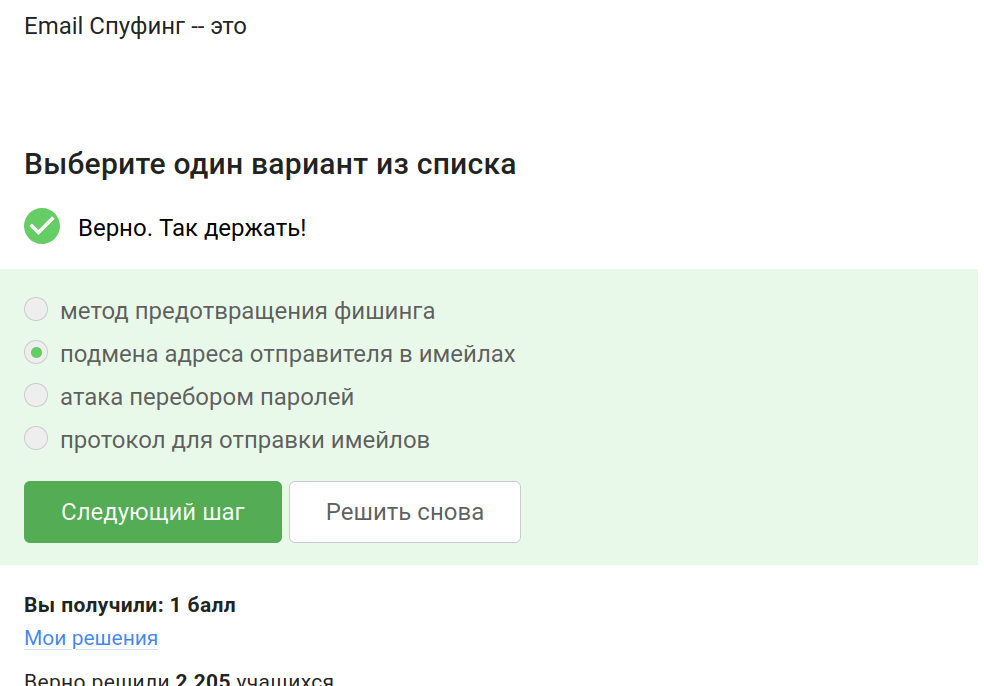 Email Спуфинг -- это
Выберите один вариант из списка
Верно. Так держать!
метод предотвращения фишинга
подмена адреса отправителя в имейлах
атака перебором паролей
протокол для отправки имейлов
Следующий шаг Решить снова
Вы получили: 1 балл
Мои решения
Верно решили 2 205 учащихся